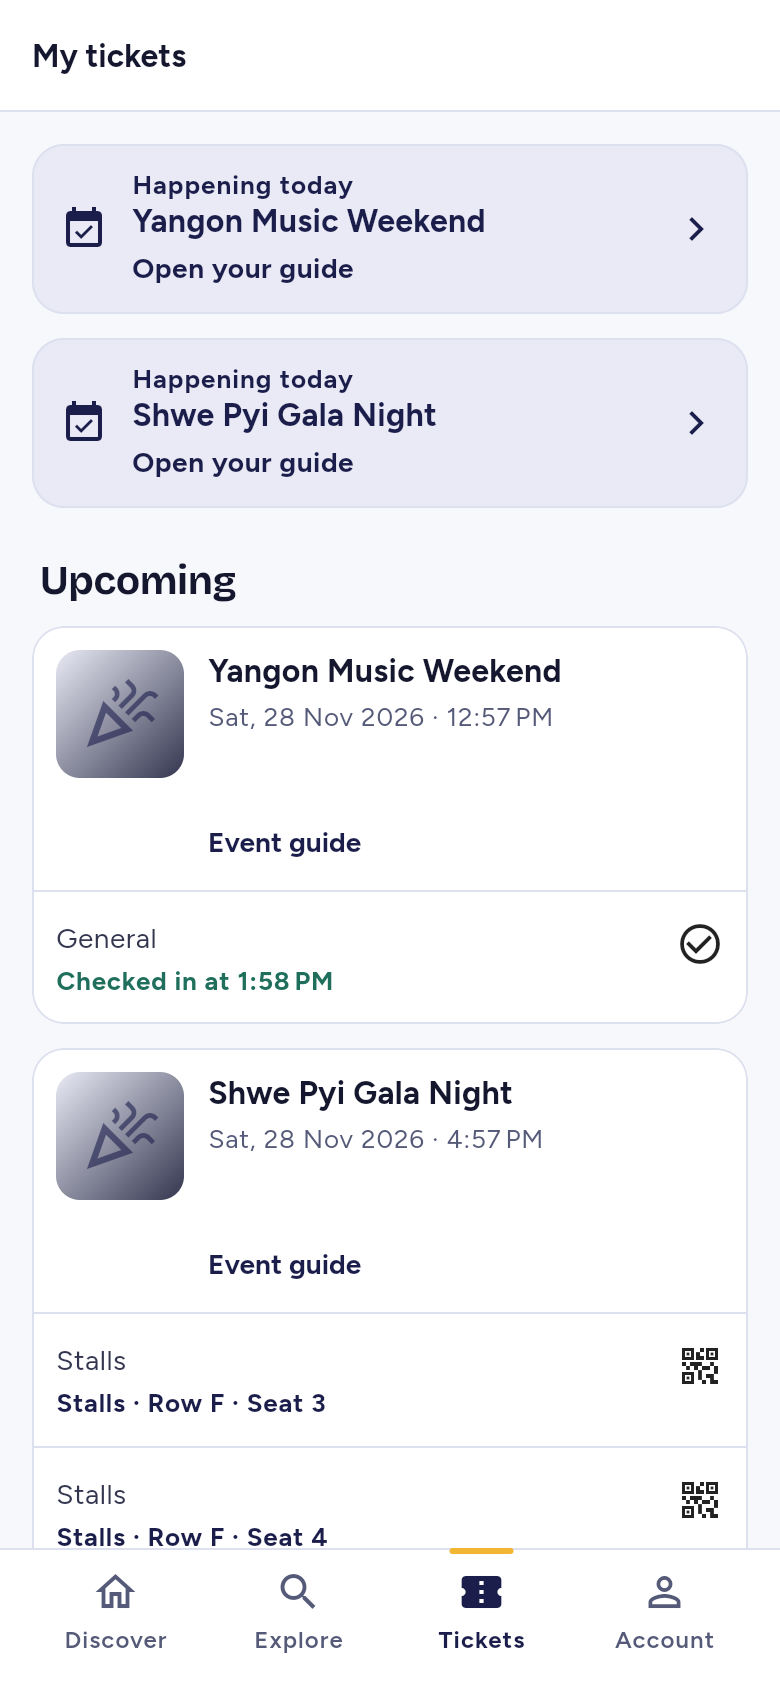 My tickets
Happening today
Yangon Music Weekend
Open your guide
Happening today
Shwe Pyi Gala Night
Open your guide
Upcoming
Yangon Music Weekend
Sat, 28 Nov 2026 · 12:57 PM
Event guide
General
Checked in at 1:58 PM
Shwe Pyi Gala Night
Sat, 28 Nov 2026 · 4:57 PM
Event guide
Stalls
Stalls · Row F · Seat 3
Stalls
Stalls · Row F · Seat 4
Discover
Explore
Tickets
Account